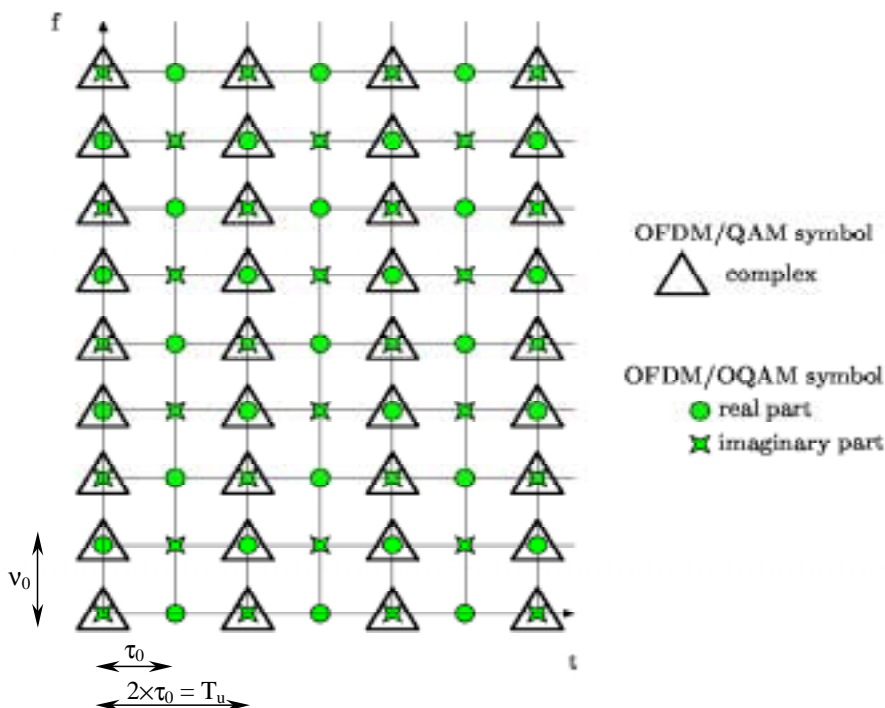 f
OFDM/QAM symbol
complex
OFDM/OQAM symbol
real part
imaginary part
ν₀
τ₀
t
2×τ₀ = Tᵤ